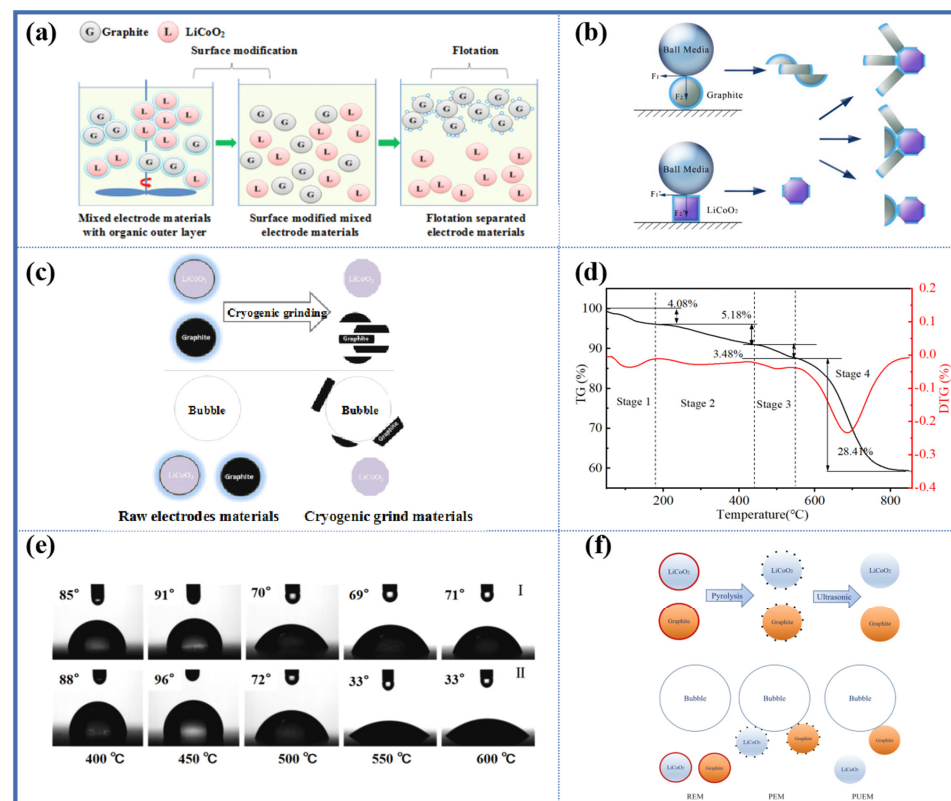 (a)
G
Graphite
L
LiCoO₂
Surface modification
Flotation
G
L
L
G
L
L
G
L
L
G
L
L
G
G
L
Mixed electrode materials
with organic outer layer
Surface modified mixed
electrode materials
Flotation separated
electrode materials
(b)
Ball Media
F₁
F₂
Graphite
Ball Media
F₁'
F₂'
LiCoO₂
(c)
LiCoO₂
Graphite
Cryogenic grinding
Graphite
Bubble
Bubble
Graphite
LiCoO₂
Graphite
LiCoO₂
Raw electrodes materials
Cryogenic grind materials
(d)
TG (%)
100
90
80
70
60
4.08%
5.18%
3.48%
28.41%
Stage 1
Stage 2
Stage 3
Stage 4
0.2
0.1
0.0
-0.1
-0.2
-0.3
-0.4
DTG (%)
200
400
600
800
Temperature(°C)
(e)
85°
91°
70°
69°
71°
I
88°
96°
72°
33°
33°
II
400 °C
450 °C
500 °C
550 °C
600 °C
(f)
LiCoO₂
LiCoO₂
LiCoO₂
Pyrolysis
Ultrasonic
Graphite
Graphite
Graphite
Bubble
Bubble
Bubble
LiCoO₂
Graphite
LiCoO₂
Graphite
LiCoO₂
Graphite
REM
PEM
PUEM